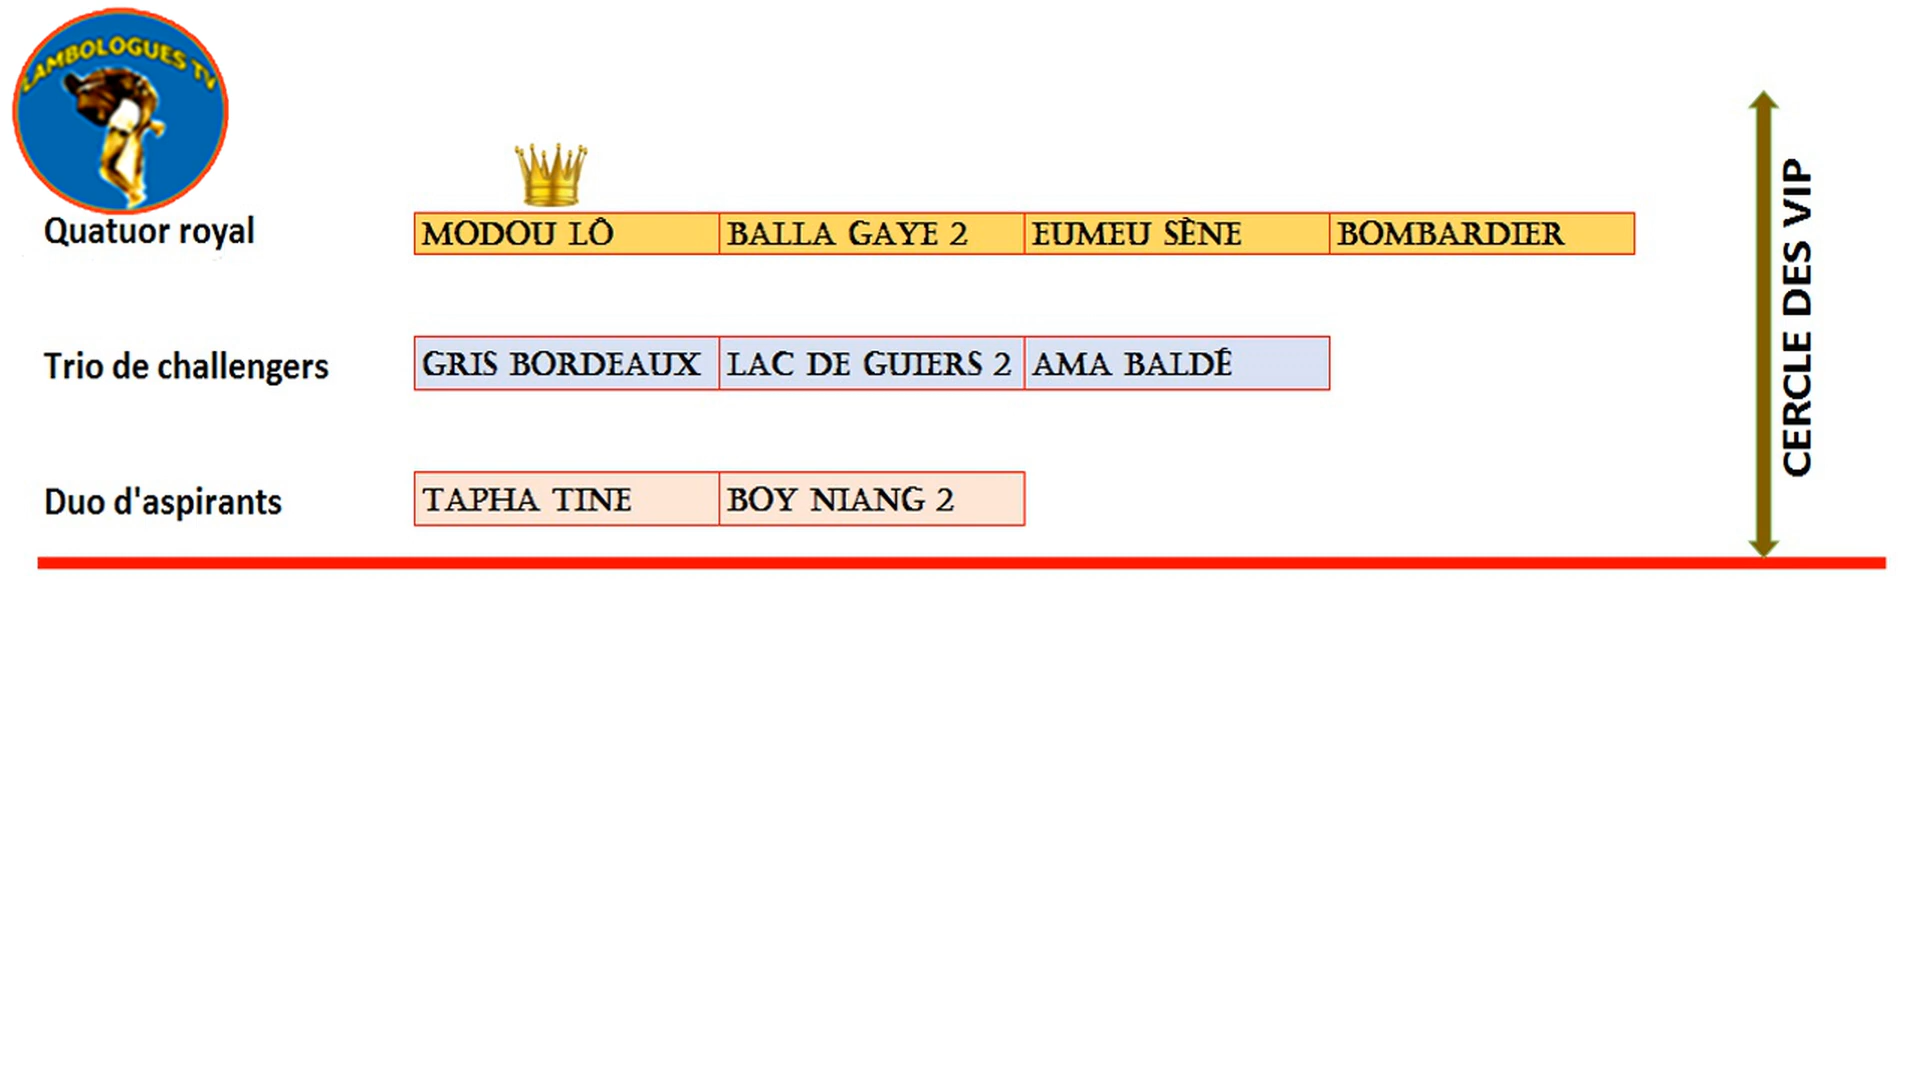 LAMBOLOGUES TV
Quatuor royal
MODOU LÔ BALLA GAYE 2 EUMEU SÈNE BOMBARDIER
Trio de challengers
GRIS BORDEAUX LAC DE GUIERS 2 AMA BALDÉ
Duo d'aspirants
TAPHA TINE BOY NIANG 2
CERCLE DES VIP